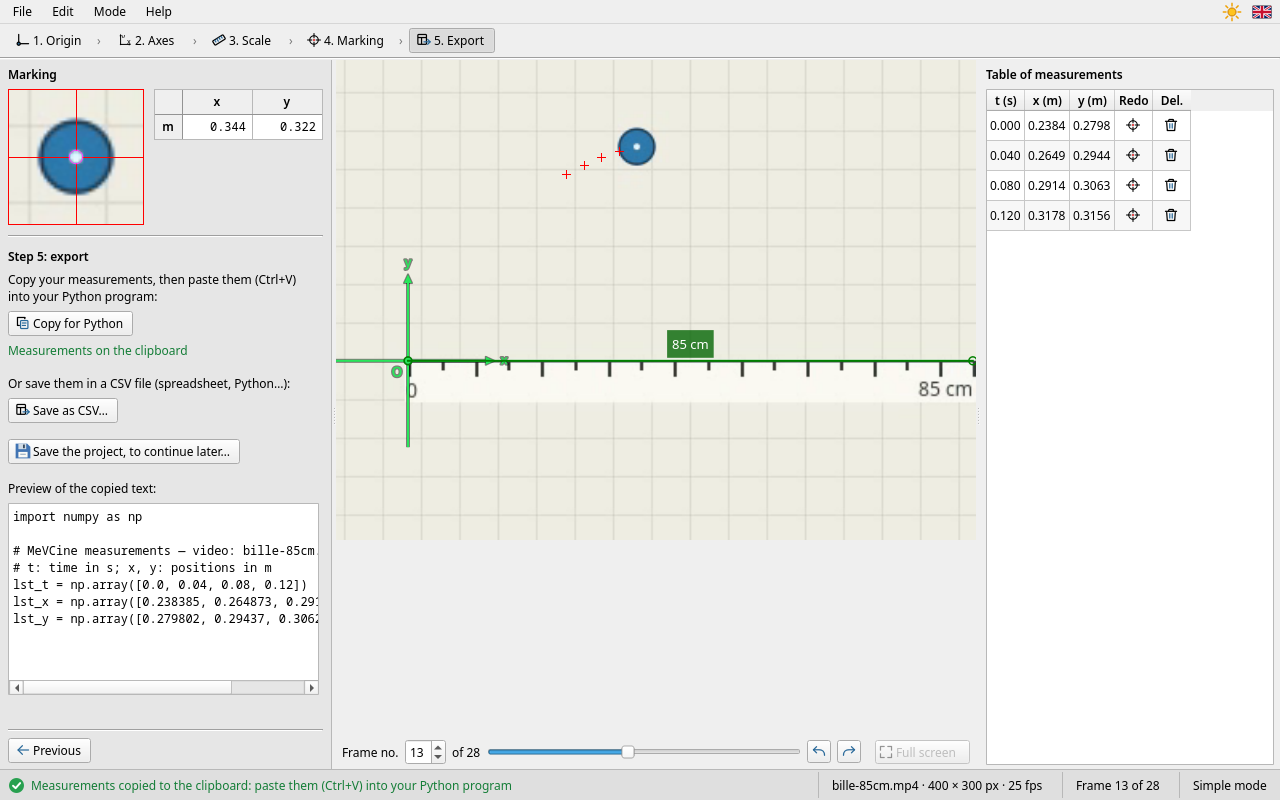 File Edit Mode Help
1. Origin › 2. Axes › 3. Scale › 4. Marking › 5. Export
Marking
x y
m 0.344 0.322
Step 5: export
Copy your measurements, then paste them (Ctrl+V)
into your Python program:
Copy for Python
Measurements on the clipboard
Or save them in a CSV file (spreadsheet, Python...):
Save as CSV...
Save the project, to continue later...
Preview of the copied text:
import numpy as np
# MeVCine measurements — video: bille-85cm.
# t: time in s; x, y: positions in m
lst_t = np.array([0.0, 0.04, 0.08, 0.12])
lst_x = np.array([0.238385, 0.264873, 0.291
lst_y = np.array([0.279802, 0.29437, 0.3062
Previous
y
x
O
85 cm
0
85 cm
Frame no. 13 of 28
Full screen
Table of measurements
t (s) x (m) y (m) Redo Del.
0.000 0.2384 0.2798
0.040 0.2649 0.2944
0.080 0.2914 0.3063
0.120 0.3178 0.3156
Measurements copied to the clipboard: paste them (Ctrl+V) into your Python program
bille-85cm.mp4 · 400 × 300 px · 25 fps
Frame 13 of 28
Simple mode